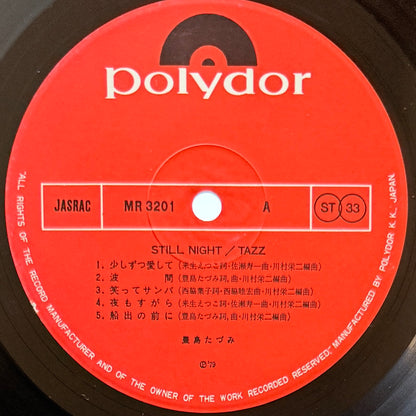 polydor
JASRAC MR 3201 A ST 33
STILL NIGHT / TAZZ
1. 少しずつ愛して(来生えつこ詞・佐瀬寿一曲・川村栄二編曲)
2. 波間(豊島たづみ詞,曲・川村栄二編曲)
3. 笑ってサンバ(西脇葉子詞・西脇睦宏曲・川村栄二編曲)
4. 夜もすがら(来生えつこ詞・佐瀬寿一曲・川村栄二編曲)
5. 船出の前に(豊島たづみ詞,曲・川村栄二編曲)
豊島たづみ
Ⓟ'79
"ALL RIGHTS OF THE RECORD MANUFACTURER AND OF THE OWNER OF THE WORK RECORDED RESERVED, MANUFACTURED BY POLYDOR K. K., JAPAN.